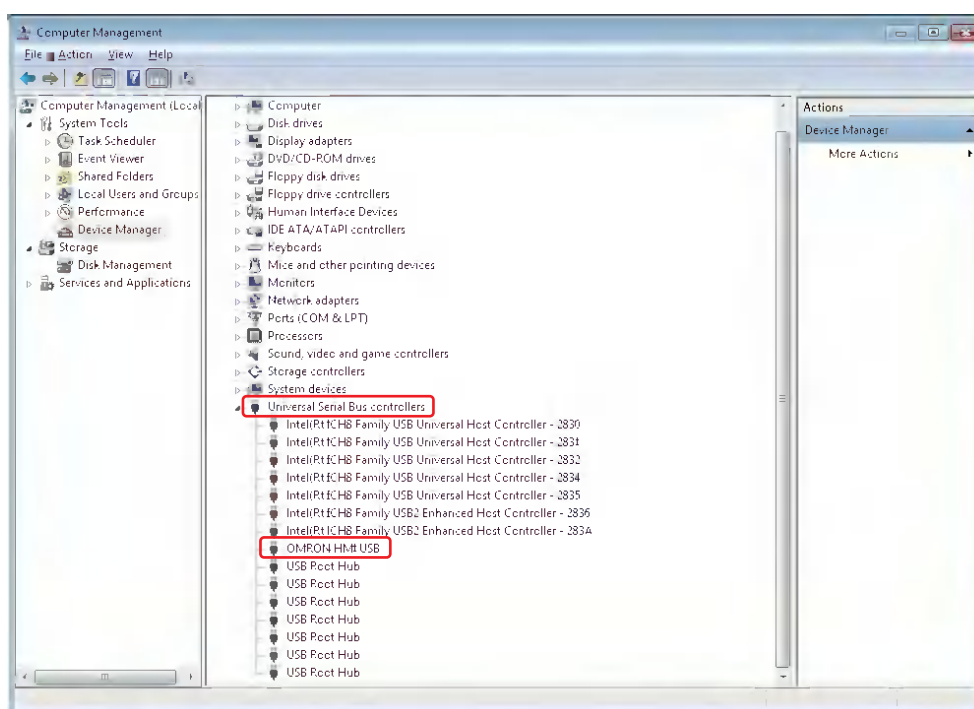 Computer Management
File Action View Help
Computer Management (Local
System Tools
Task Scheduler
Event Viewer
Shared Folders
Local Users and Groups
Performance
Device Manager
Storage
Disk Management
Services and Applications
Computer
Disk drives
Display adapters
DVD/CD-ROM drives
Floppy disk drives
Floppy drive controllers
Human Interface Devices
IDE ATA/ATAPI controllers
Keyboards
Mice and other pointing devices
Monitors
Network adapters
Ports (COM & LPT)
Processors
Sound, video and game controllers
Storage controllers
System devices
Universal Serial Bus controllers
Intel(R) ICH8 Family USB Universal Host Controller - 2830
Intel(R) ICH8 Family USB Universal Host Controller - 2831
Intel(R) ICH8 Family USB Universal Host Controller - 2832
Intel(R) ICH8 Family USB Universal Host Controller - 2834
Intel(R) ICH8 Family USB Universal Host Controller - 2835
Intel(R) ICH8 Family USB2 Enhanced Host Controller - 2836
Intel(R) ICH8 Family USB2 Enhanced Host Controller - 283A
OMRON HMI USB
USB Root Hub
USB Root Hub
USB Root Hub
USB Root Hub
USB Root Hub
USB Root Hub
USB Root Hub
Actions
Device Manager
More Actions